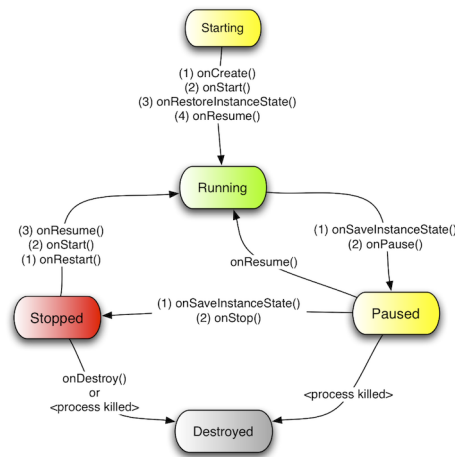 Starting
(1) onCreate()
(2) onStart()
(3) onRestoreInstanceState()
(4) onResume()
Running
(3) onResume()
(2) onStart()
(1) onRestart()
(1) onSaveInstanceState()
(2) onPause()
onResume()
Stopped
(1) onSaveInstanceState()
(2) onStop()
Paused
onDestroy()
or
<process killed>
<process killed>
Destroyed